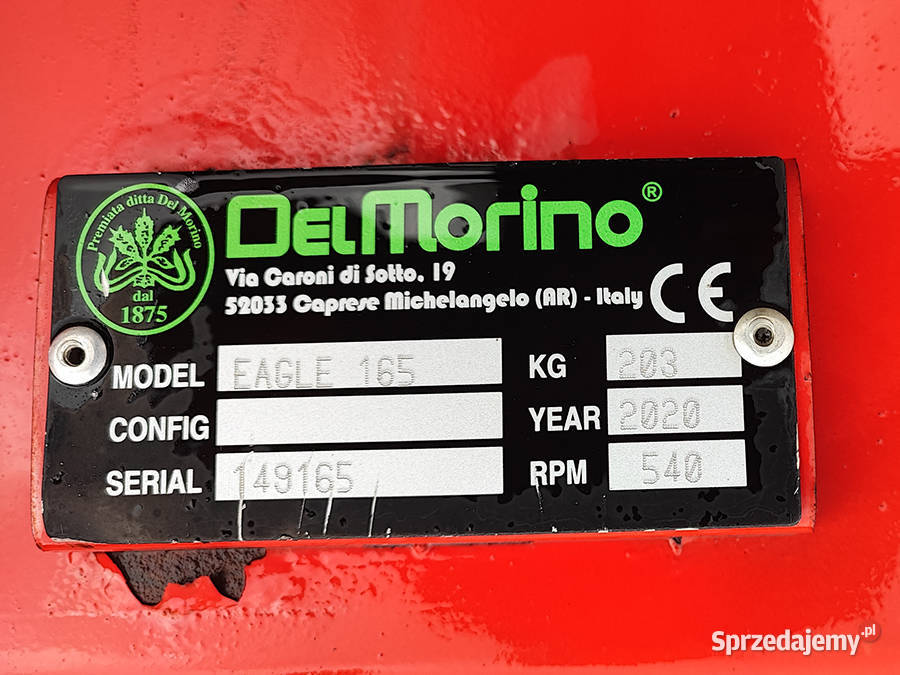 Premiata ditta Del Morino
dal
1875
DelMorino®
Via Caroni di Sotto, 19
52033 Caprese Michelangelo (AR) - Italy
CE
MODEL EAGLE 165
KG 203
CONFIG
YEAR 2020
SERIAL 149165
RPM 540
Sprzedajemy.pl